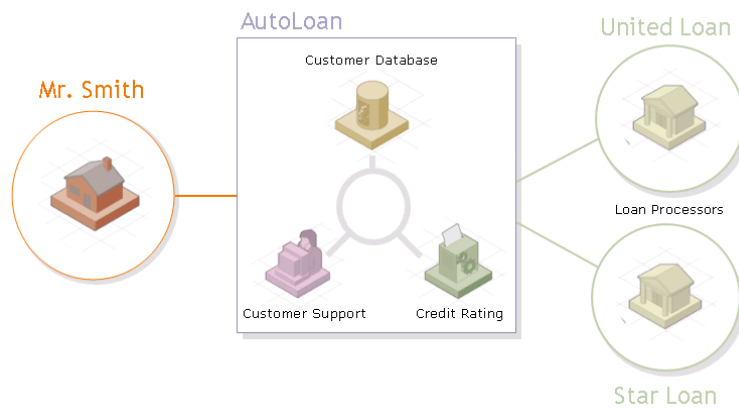 AutoLoan
United Loan
Customer Database
Mr. Smith
Loan Processors
Customer Support
Credit Rating
Star Loan